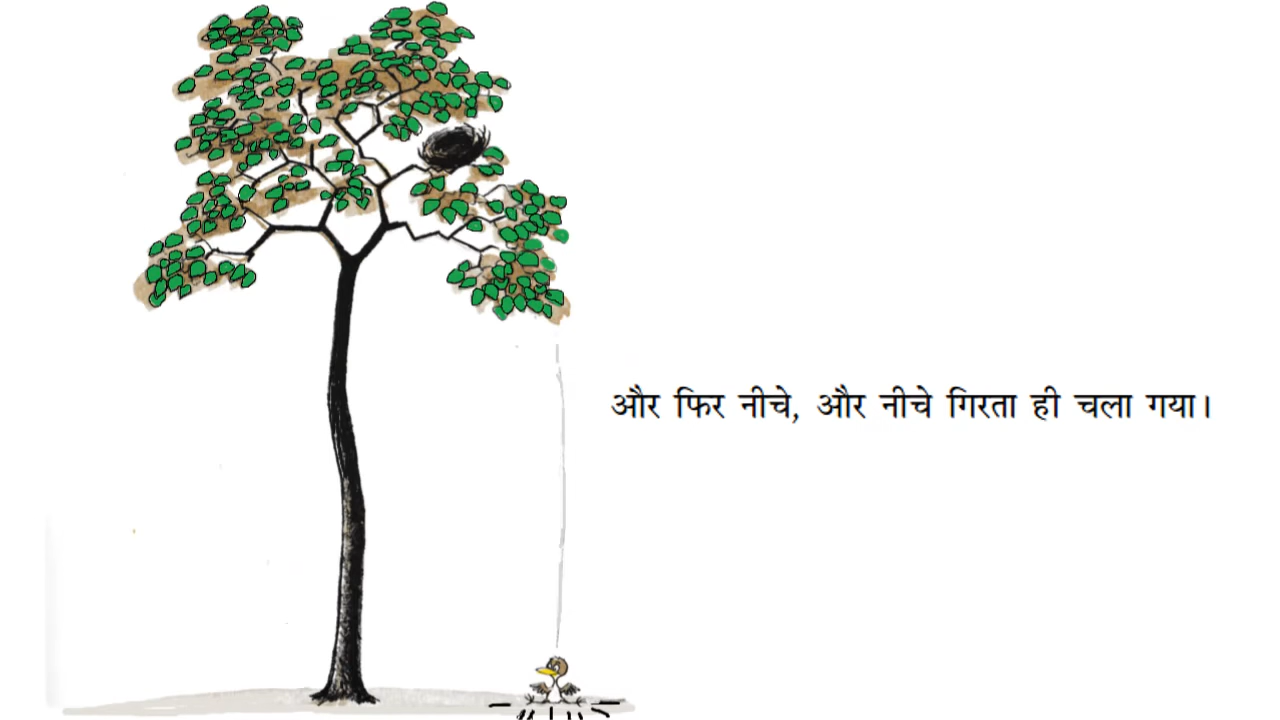 और फिर नीचे, और नीचे गिरता ही चला गया।